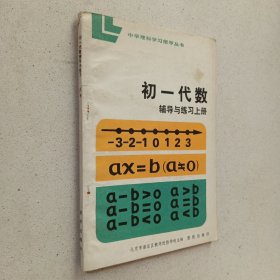 中学理科学习指导丛书
初一代数
辅导与练习上册
-3-2-1 0 1 2 3
ax=b(a≠0)
a-b>0 a>b
a-b=0 a=b
a-b<0 a<b